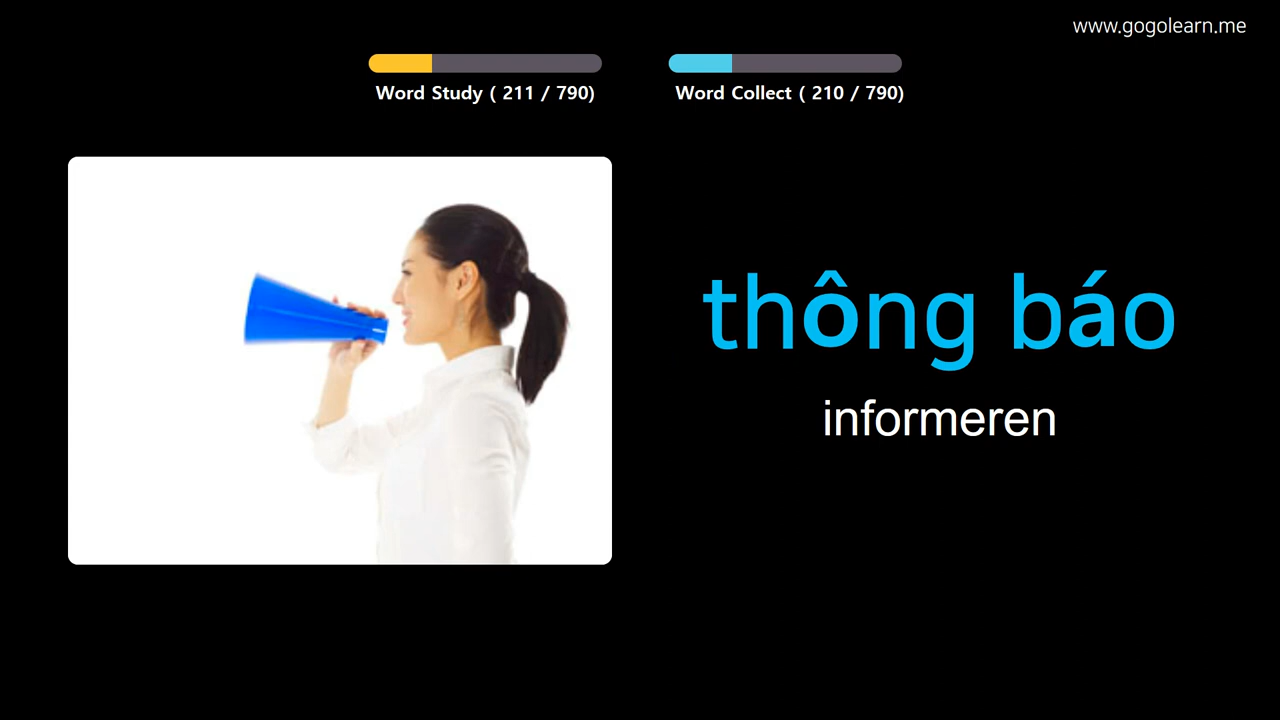 www.gogolearn.me
Word Study ( 211 / 790)
Word Collect ( 210 / 790)
thông báo
informeren